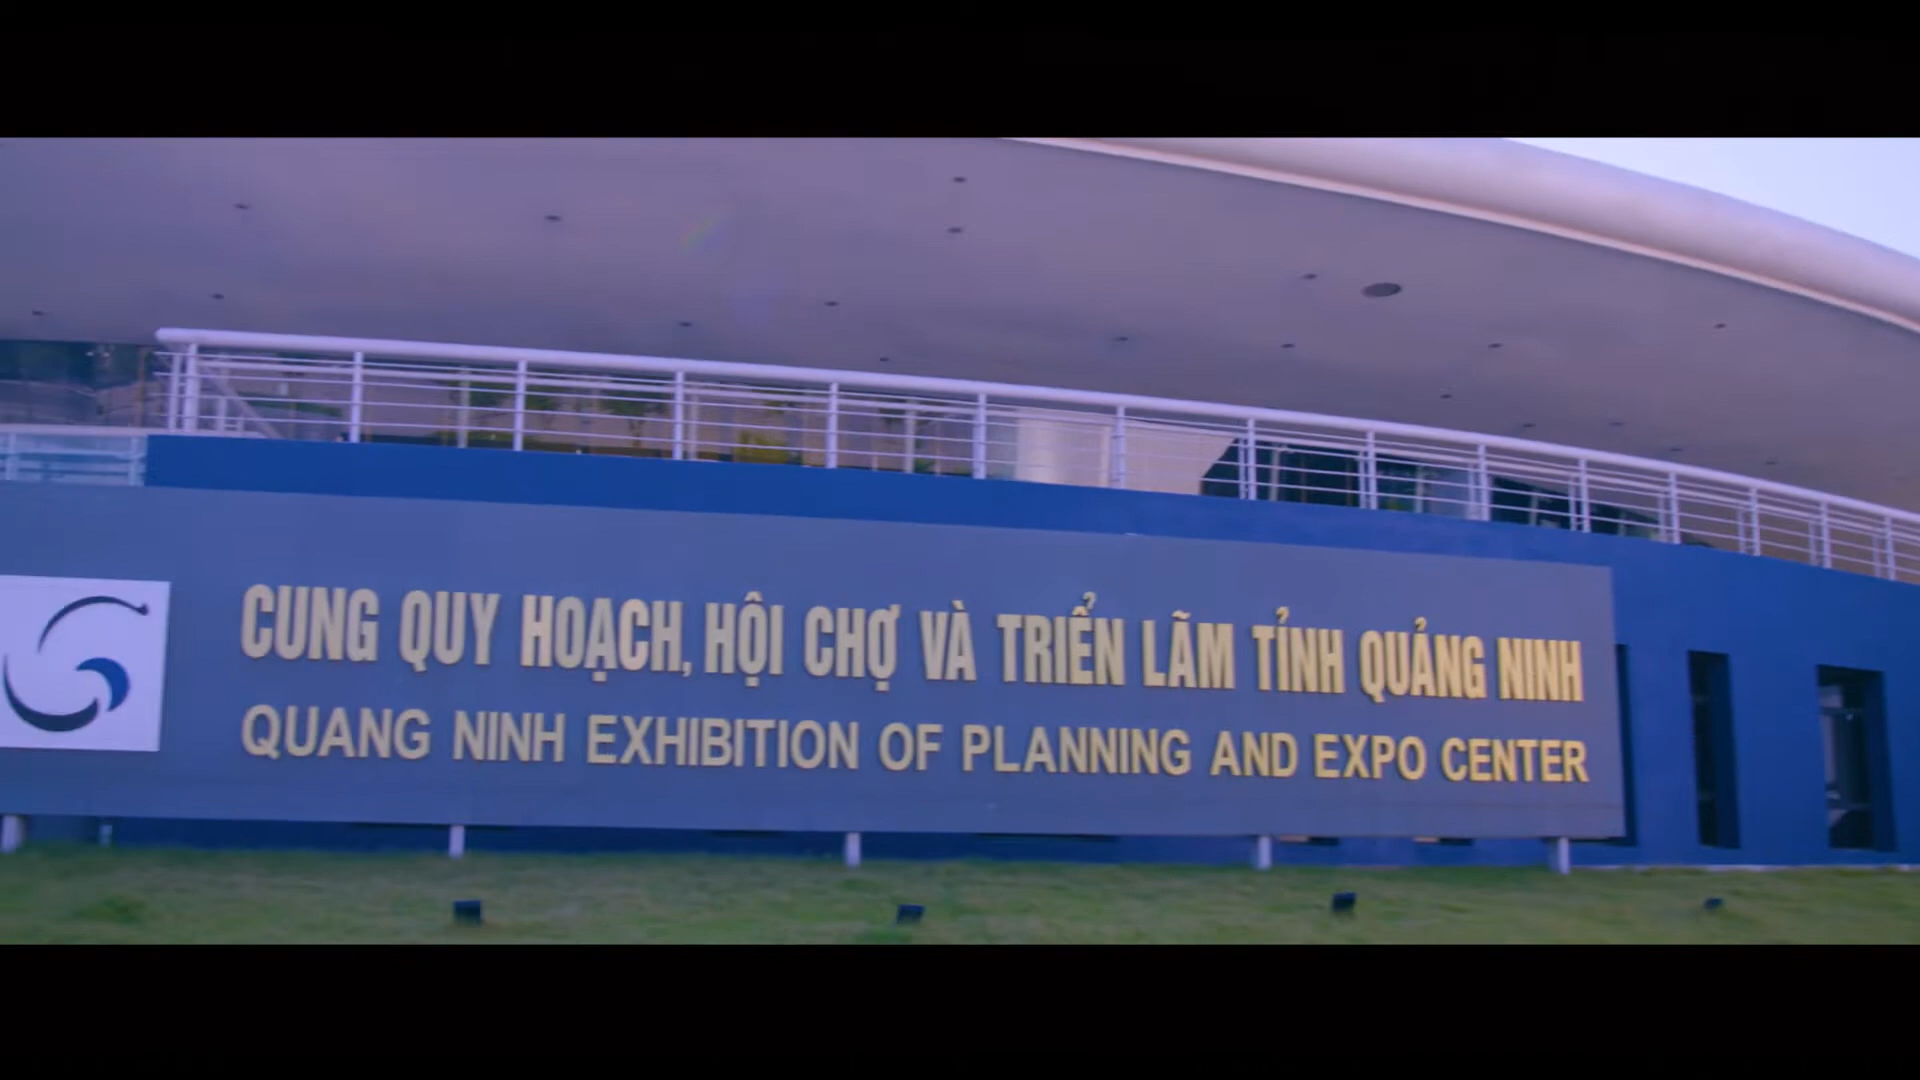 CUNG QUY HOẠCH, HỘI CHỢ VÀ TRIỂN LÃM TỈNH QUẢNG NINH
QUANG NINH EXHIBITION OF PLANNING AND EXPO CENTER